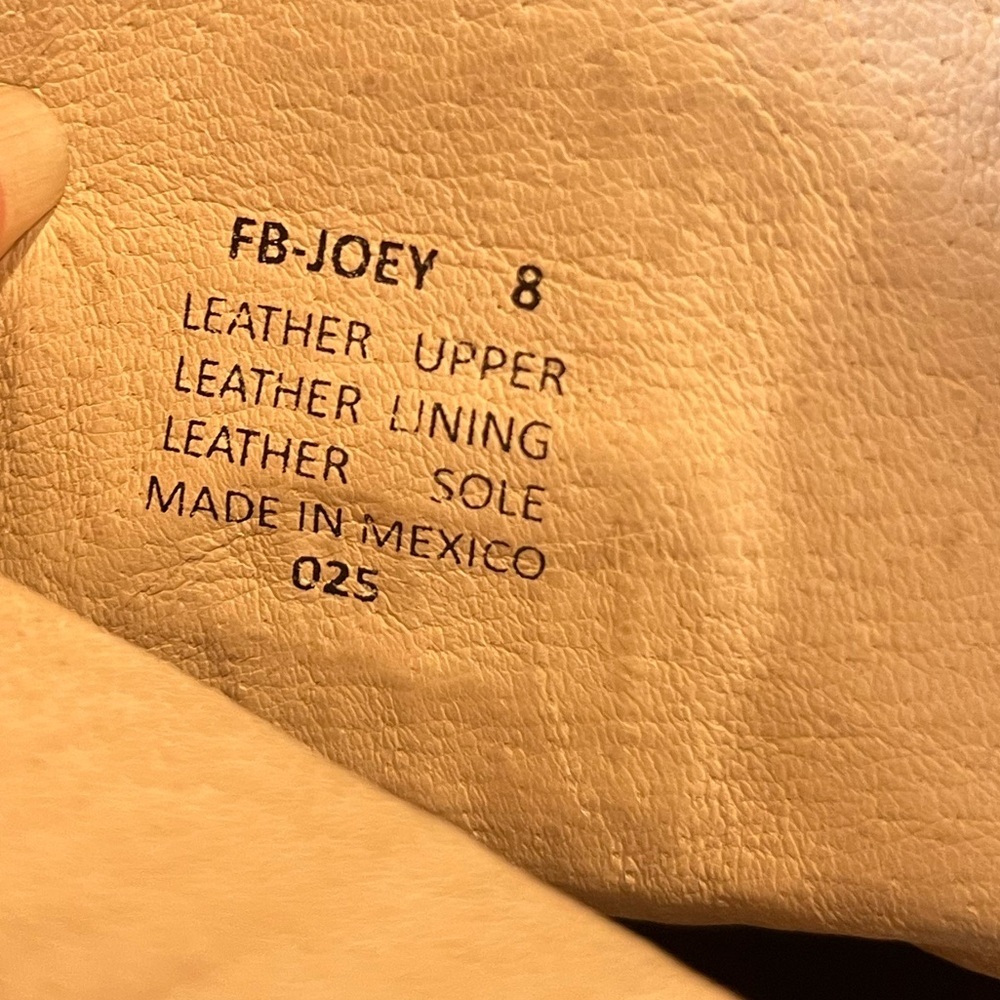 FB-JOEY 8
LEATHER UPPER
LEATHER LINING
LEATHER SOLE
MADE IN MEXICO
025